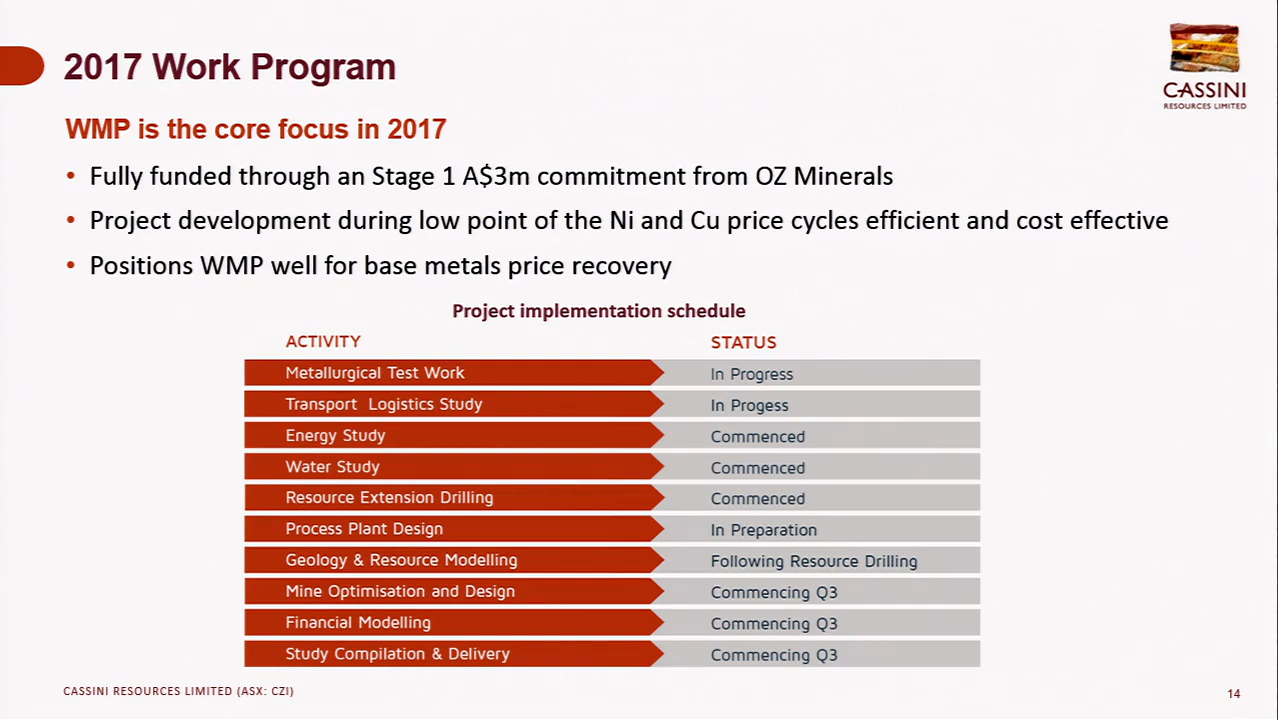 2017 Work Program
CASSINI
RESOURCES LIMITED
WMP is the core focus in 2017
• Fully funded through an Stage 1 A$3m commitment from OZ Minerals
• Project development during low point of the Ni and Cu price cycles efficient and cost effective
• Positions WMP well for base metals price recovery
Project implementation schedule
ACTIVITY STATUS
Metallurgical Test Work In Progress
Transport Logistics Study In Progess
Energy Study Commenced
Water Study Commenced
Resource Extension Drilling Commenced
Process Plant Design In Preparation
Geology & Resource Modelling Following Resource Drilling
Mine Optimisation and Design Commencing Q3
Financial Modelling Commencing Q3
Study Compilation & Delivery Commencing Q3
CASSINI RESOURCES LIMITED (ASX: CZI) 14